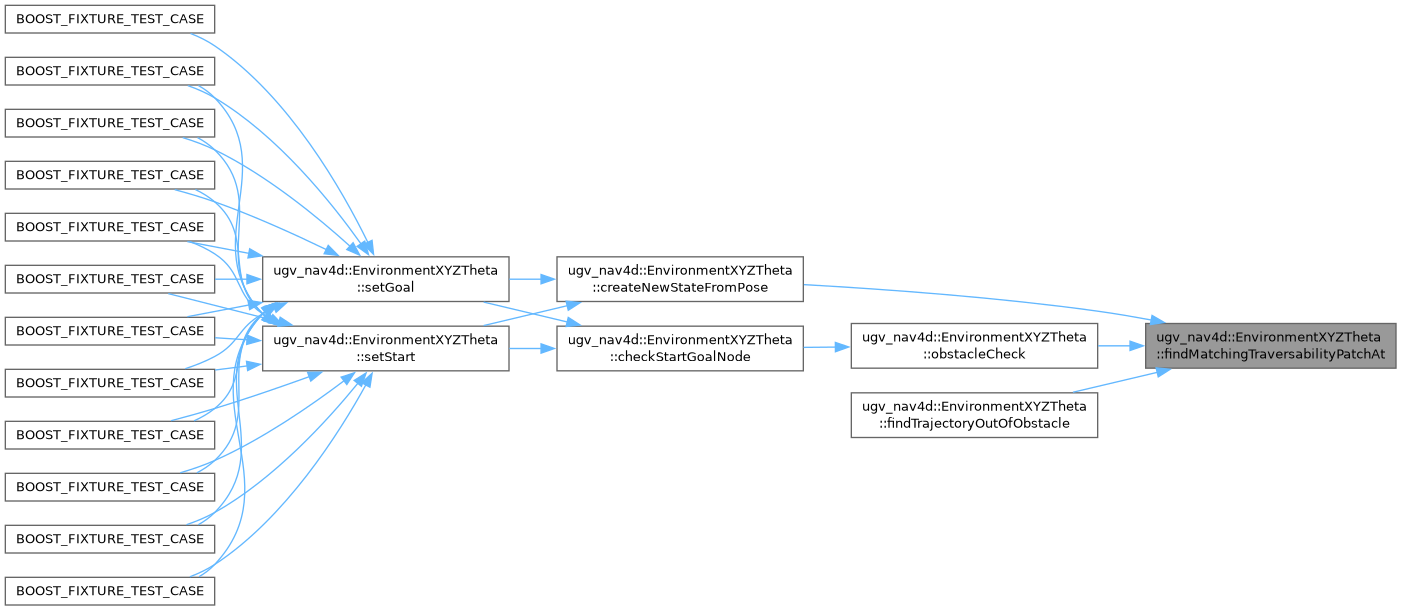 BOOST_FIXTURE_TEST_CASE
BOOST_FIXTURE_TEST_CASE
BOOST_FIXTURE_TEST_CASE
BOOST_FIXTURE_TEST_CASE
BOOST_FIXTURE_TEST_CASE
BOOST_FIXTURE_TEST_CASE
BOOST_FIXTURE_TEST_CASE
BOOST_FIXTURE_TEST_CASE
BOOST_FIXTURE_TEST_CASE
BOOST_FIXTURE_TEST_CASE
BOOST_FIXTURE_TEST_CASE
BOOST_FIXTURE_TEST_CASE
ugv_nav4d::EnvironmentXYZTheta
::setGoal
ugv_nav4d::EnvironmentXYZTheta
::setStart
ugv_nav4d::EnvironmentXYZTheta
::createNewStateFromPose
ugv_nav4d::EnvironmentXYZTheta
::checkStartGoalNode
ugv_nav4d::EnvironmentXYZTheta
::obstacleCheck
ugv_nav4d::EnvironmentXYZTheta
::findTrajectoryOutOfObstacle
ugv_nav4d::EnvironmentXYZTheta
::findMatchingTraversabilityPatchAt